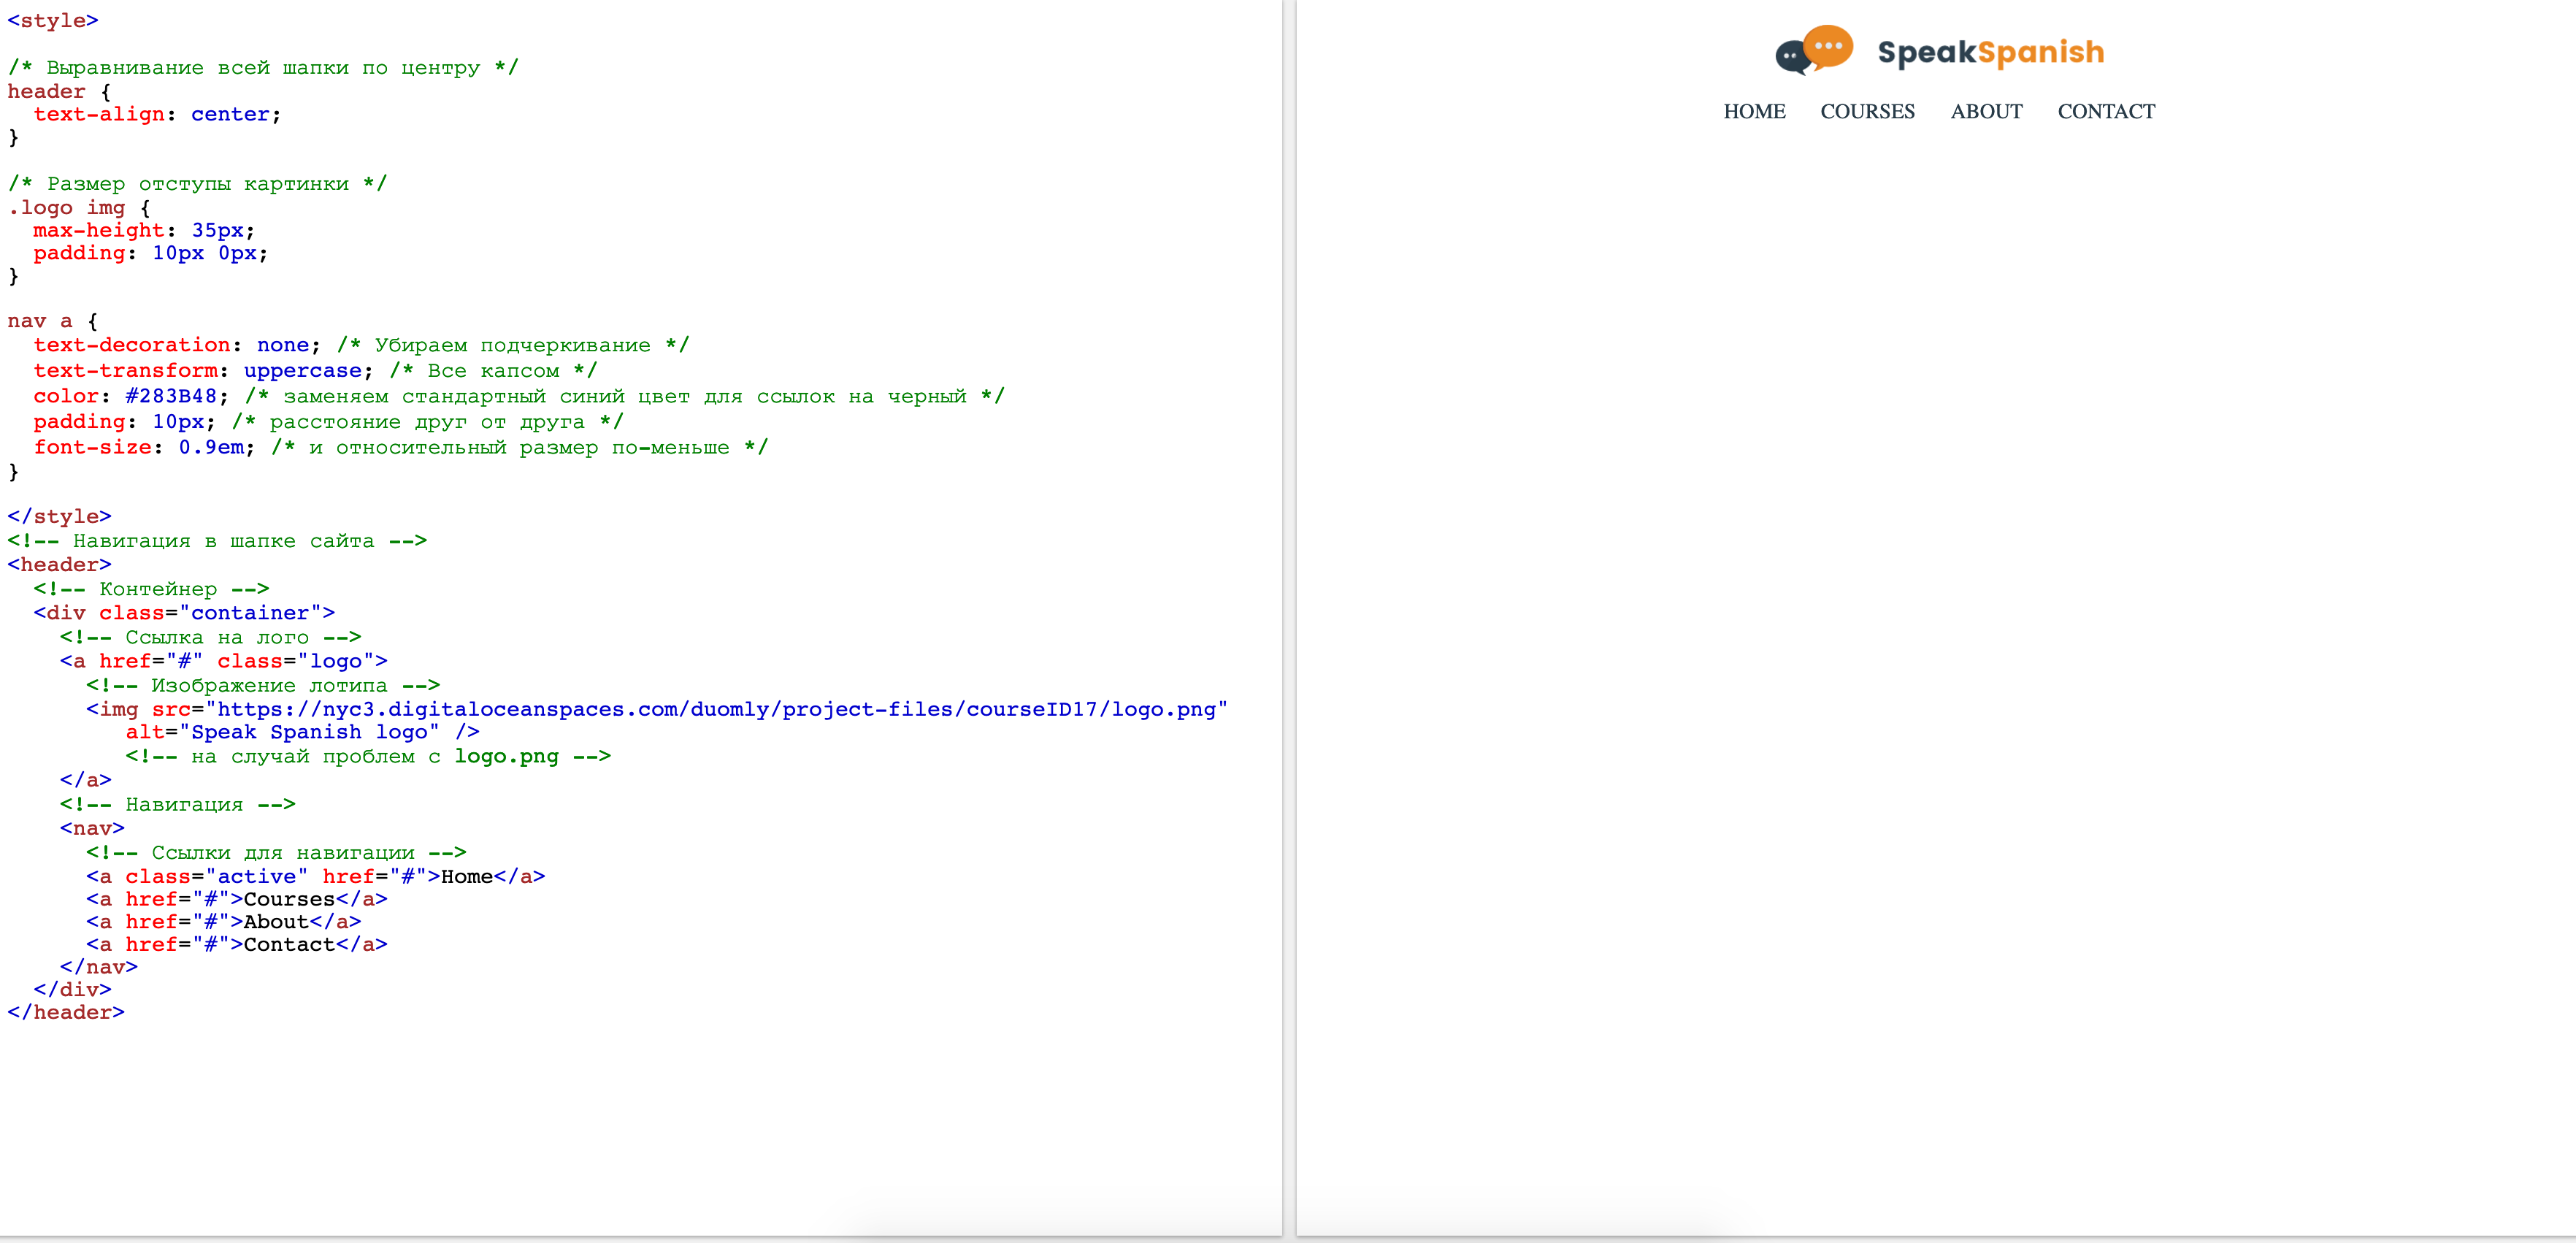 <style>
/* Выравнивание всей шапки по центру */
header {
text-align: center;
}
/* Размер отступы картинки */
.logo img {
max-height: 35px;
padding: 10px 0px;
}
nav a {
text-decoration: none; /* Убираем подчеркивание */
text-transform: uppercase; /* Все капсом */
color: #283B48; /* заменяем стандартный синий цвет для ссылок на черный */
padding: 10px; /* расстояние друг от друга */
font-size: 0.9em; /* и относительный размер по-меньше */
}
</style>
<!-- Навигация в шапке сайта -->
<header>
<!-- Контейнер -->
<div class="container">
<!-- Ссылка на лого -->
<a href="#" class="logo">
<!-- Изображение лотипа -->
<img src="https://nyc3.digitaloceanspaces.com/duomly/project-files/courseID17/logo.png"
alt="Speak Spanish logo" />
<!-- на случай проблем с logo.png -->
</a>
<!-- Навигация -->
<nav>
<!-- Ссылки для навигации -->
<a class="active" href="#">Home</a>
<a href="#">Courses</a>
<a href="#">About</a>
<a href="#">Contact</a>
</nav>
</div>
</header>
SpeakSpanish
HOME COURSES ABOUT CONTACT